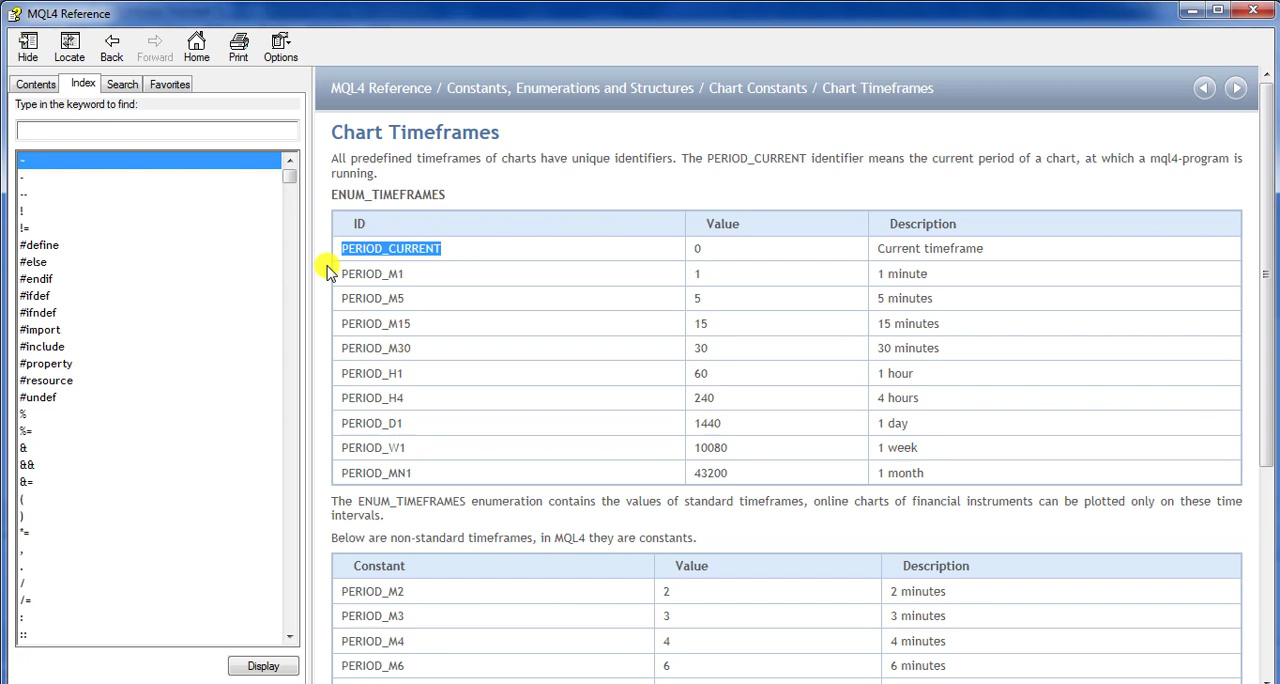 MQL4 Reference
Hide Locate Back Forward Home Print Options
Contents Index Search Favorites
Type in the keyword to find:
-
-
--
!
!=
#define
#else
#endif
#ifdef
#ifndef
#import
#include
#property
#resource
#undef
%
%=
&
&&
&=
(
)
*=
,
.
/
/=
:
::
Display
MQL4 Reference / Constants, Enumerations and Structures / Chart Constants / Chart Timeframes
Chart Timeframes
All predefined timeframes of charts have unique identifiers. The PERIOD_CURRENT identifier means the current period of a chart, at which a mql4-program is
running.
ENUM_TIMEFRAMES
ID Value Description
PERIOD_CURRENT 0 Current timeframe
PERIOD_M1 1 1 minute
PERIOD_M5 5 5 minutes
PERIOD_M15 15 15 minutes
PERIOD_M30 30 30 minutes
PERIOD_H1 60 1 hour
PERIOD_H4 240 4 hours
PERIOD_D1 1440 1 day
PERIOD_W1 10080 1 week
PERIOD_MN1 43200 1 month
The ENUM_TIMEFRAMES enumeration contains the values of standard timeframes, online charts of financial instruments can be plotted only on these time
intervals.
Below are non-standard timeframes, in MQL4 they are constants.
Constant Value Description
PERIOD_M2 2 2 minutes
PERIOD_M3 3 3 minutes
PERIOD_M4 4 4 minutes
PERIOD_M6 6 6 minutes